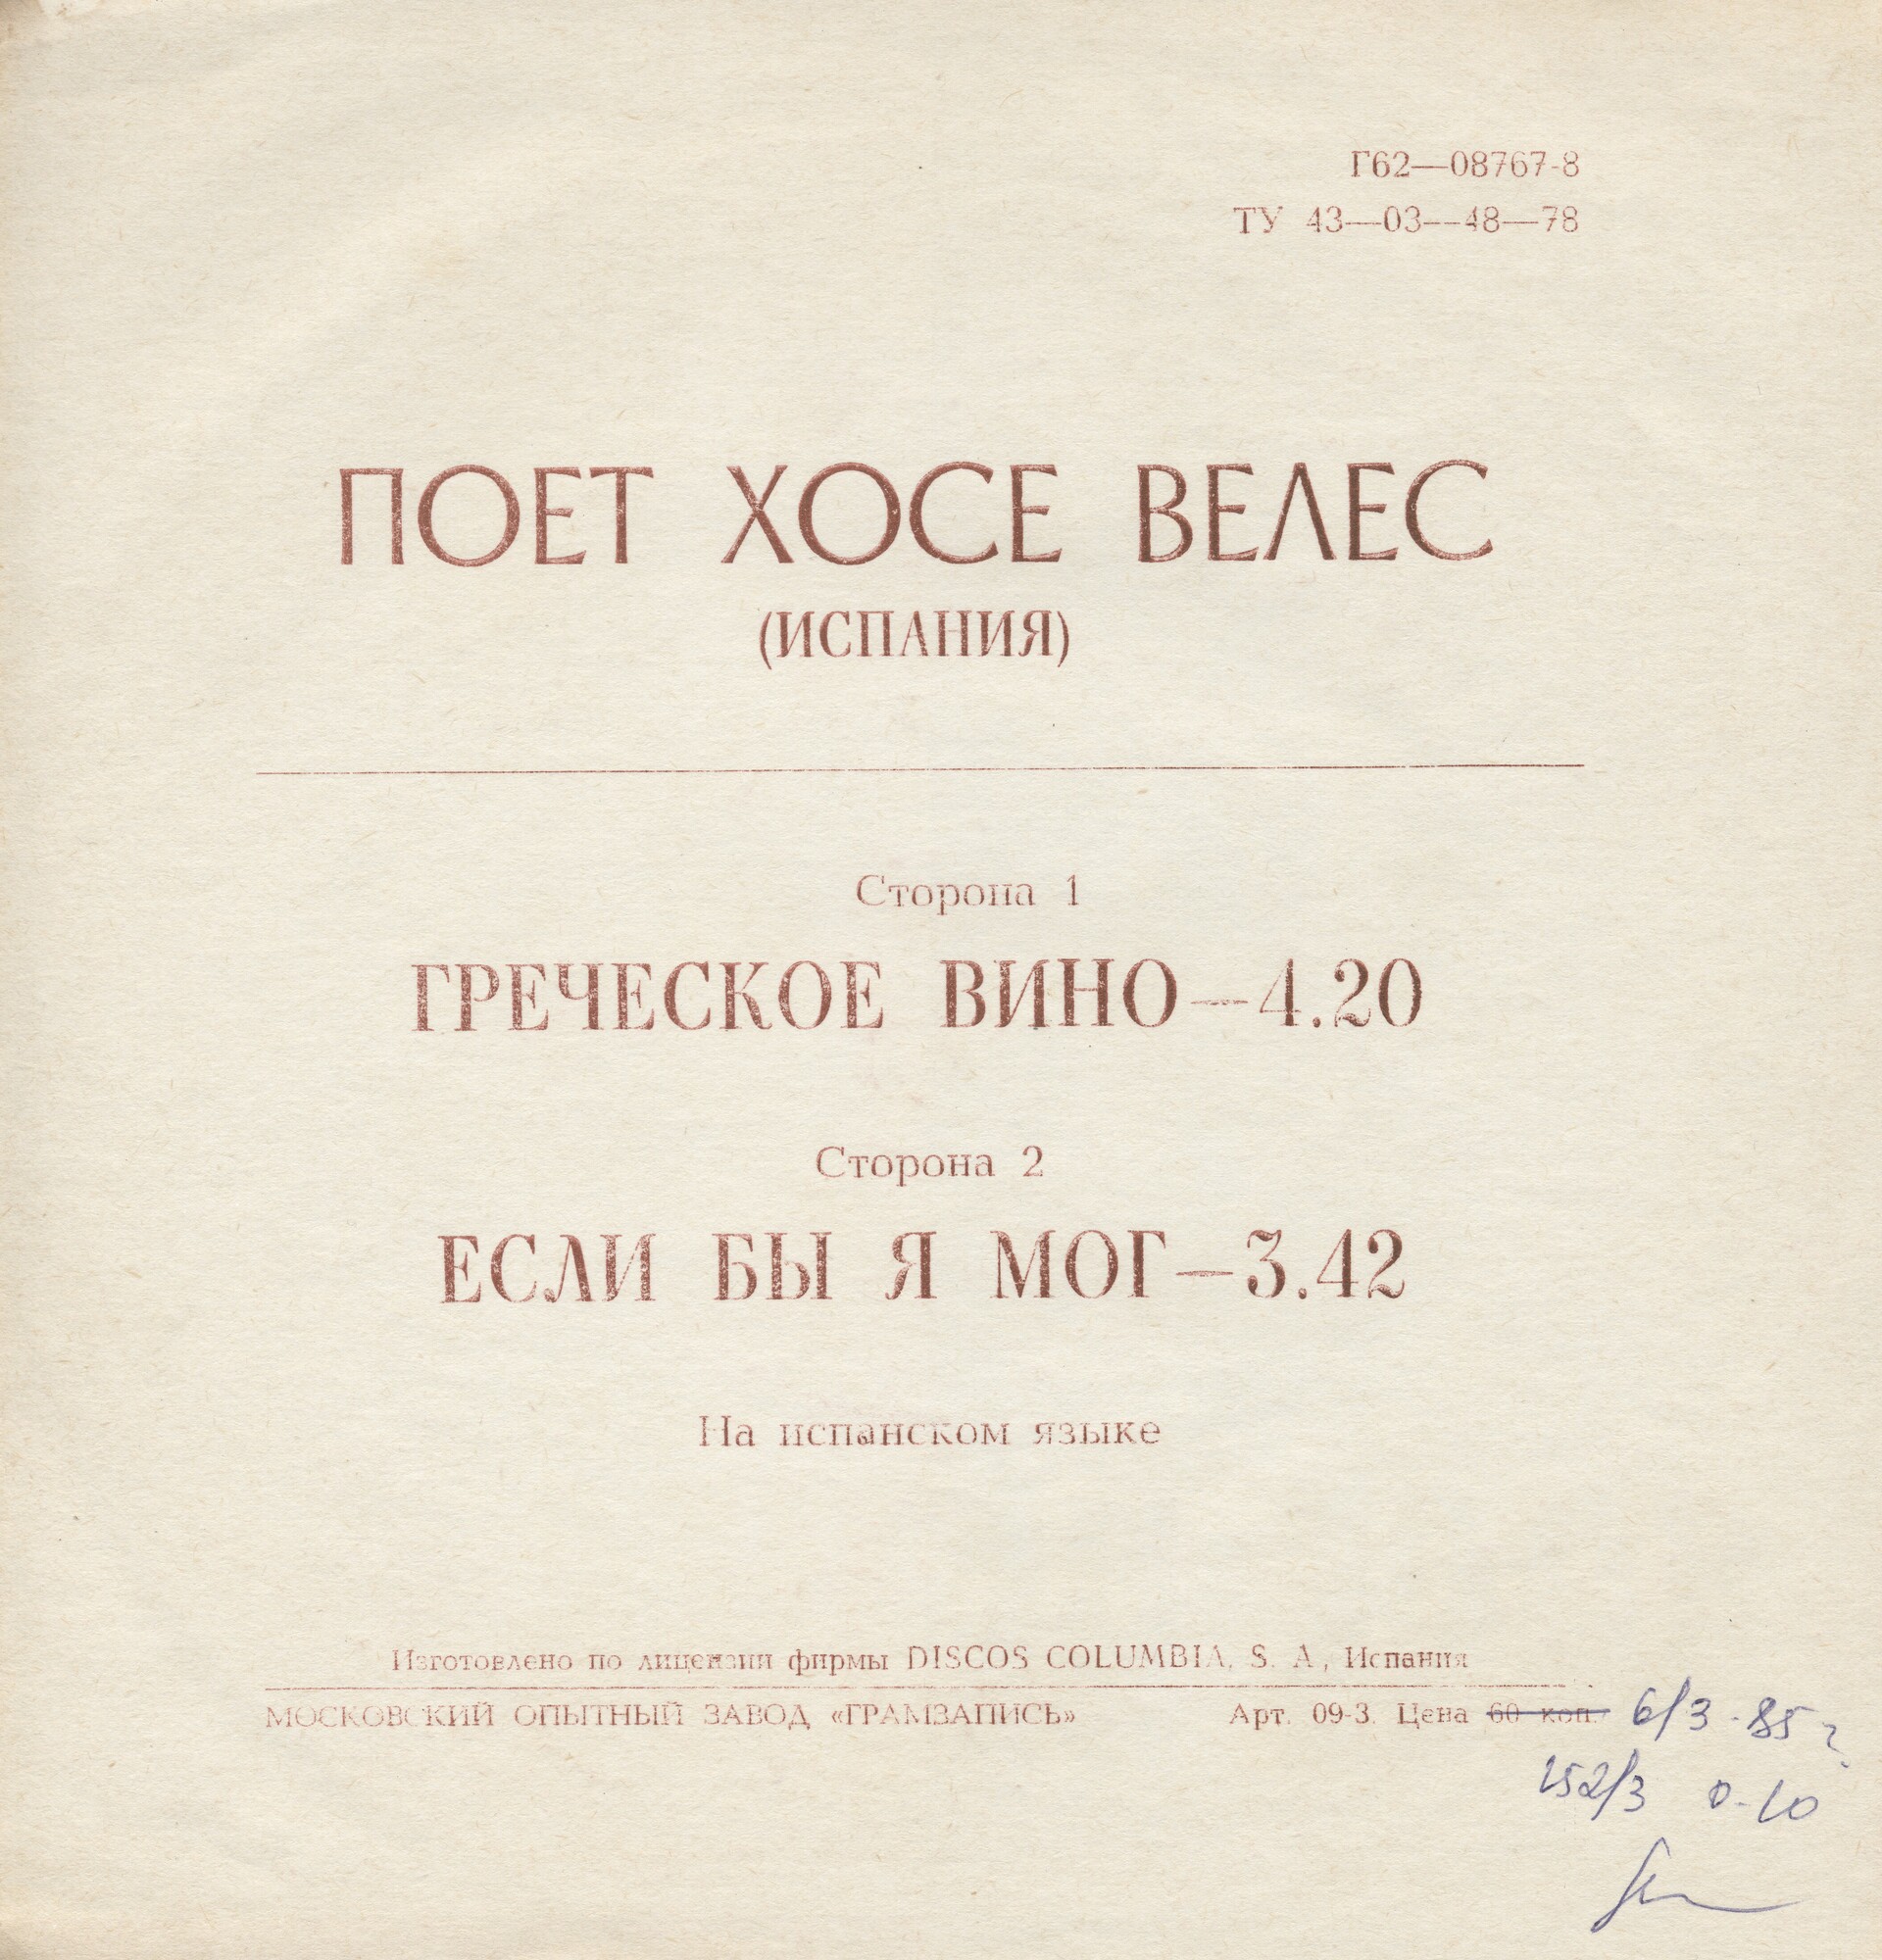 Г62—08767-8
ТУ 43—03—48—78
ПОЕТ ХОСЕ ВЕЛЕС
(ИСПАНИЯ)
Сторона 1
ГРЕЧЕСКОЕ ВИНО—4.20
Сторона 2
ЕСЛИ БЫ Я МОГ—3.42
На испанском языке
Изготовлено по лицензии фирмы DISCOS COLUMBIA, S. A, Испания
МОСКОВСКИЙ ОПЫТНЫЙ ЗАВОД «ГРАМЗАПИСЬ» Арт. 09-3. Цена 60 коп. 6/3-85 г.
152/3 0-10